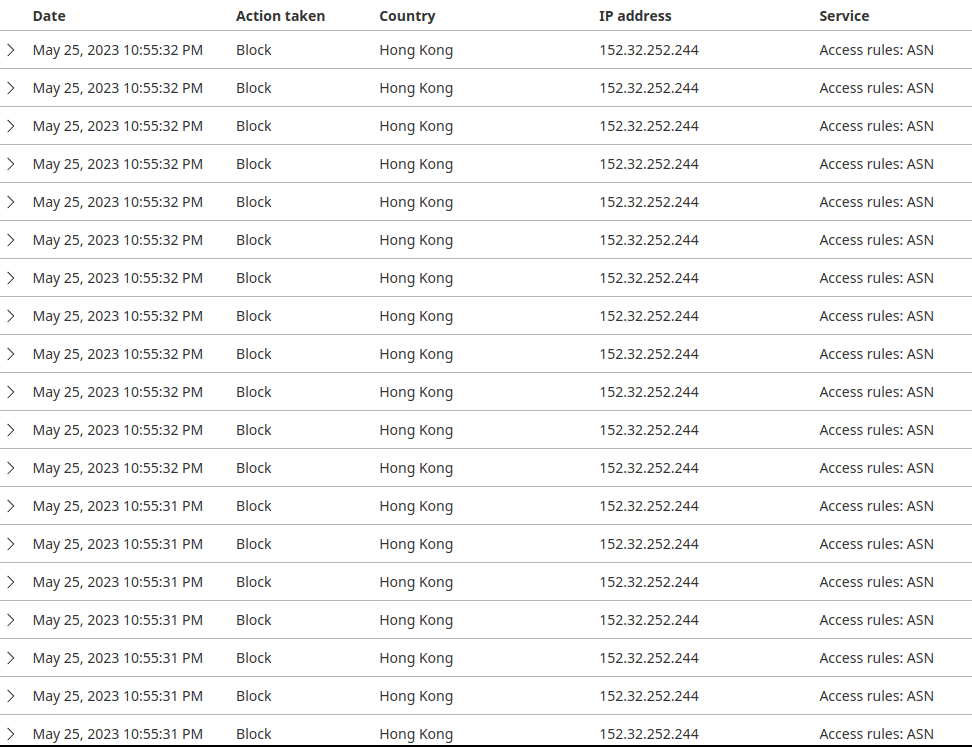 Date Action taken Country IP address Service
May 25, 2023 10:55:32 PM Block Hong Kong 152.32.252.244 Access rules: ASN
May 25, 2023 10:55:32 PM Block Hong Kong 152.32.252.244 Access rules: ASN
May 25, 2023 10:55:32 PM Block Hong Kong 152.32.252.244 Access rules: ASN
May 25, 2023 10:55:32 PM Block Hong Kong 152.32.252.244 Access rules: ASN
May 25, 2023 10:55:32 PM Block Hong Kong 152.32.252.244 Access rules: ASN
May 25, 2023 10:55:32 PM Block Hong Kong 152.32.252.244 Access rules: ASN
May 25, 2023 10:55:32 PM Block Hong Kong 152.32.252.244 Access rules: ASN
May 25, 2023 10:55:32 PM Block Hong Kong 152.32.252.244 Access rules: ASN
May 25, 2023 10:55:32 PM Block Hong Kong 152.32.252.244 Access rules: ASN
May 25, 2023 10:55:32 PM Block Hong Kong 152.32.252.244 Access rules: ASN
May 25, 2023 10:55:32 PM Block Hong Kong 152.32.252.244 Access rules: ASN
May 25, 2023 10:55:32 PM Block Hong Kong 152.32.252.244 Access rules: ASN
May 25, 2023 10:55:31 PM Block Hong Kong 152.32.252.244 Access rules: ASN
May 25, 2023 10:55:31 PM Block Hong Kong 152.32.252.244 Access rules: ASN
May 25, 2023 10:55:31 PM Block Hong Kong 152.32.252.244 Access rules: ASN
May 25, 2023 10:55:31 PM Block Hong Kong 152.32.252.244 Access rules: ASN
May 25, 2023 10:55:31 PM Block Hong Kong 152.32.252.244 Access rules: ASN
May 25, 2023 10:55:31 PM Block Hong Kong 152.32.252.244 Access rules: ASN
May 25, 2023 10:55:31 PM Block Hong Kong 152.32.252.244 Access rules: ASN